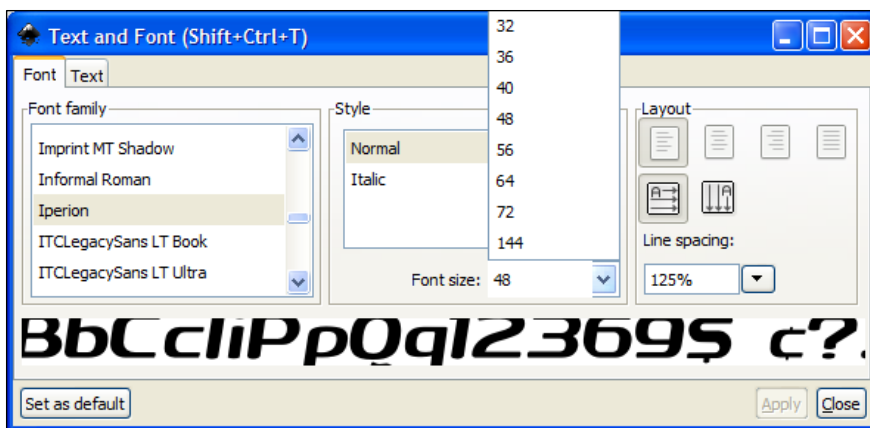 Text and Font (Shift+Ctrl+T)
Font Text
Font family
Imprint MT Shadow
Informal Roman
Iperion
ITCLegacySans LT Book
ITCLegacySans LT Ultra
Style
Normal
Italic
32
36
40
48
56
64
72
144
Font size: 48
Layout
Line spacing:
125%
BbCcIiPpQq12369$ ¢?.
Set as default
Apply Close